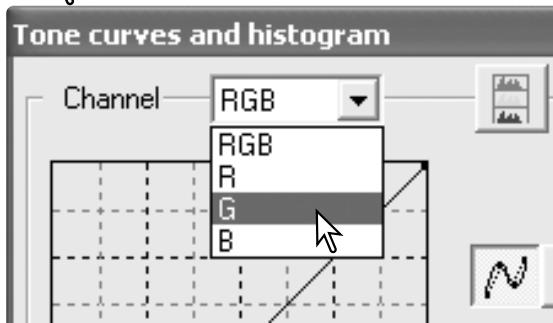 Tone curves and histogram
Channel RGB
RGB
R
G
B